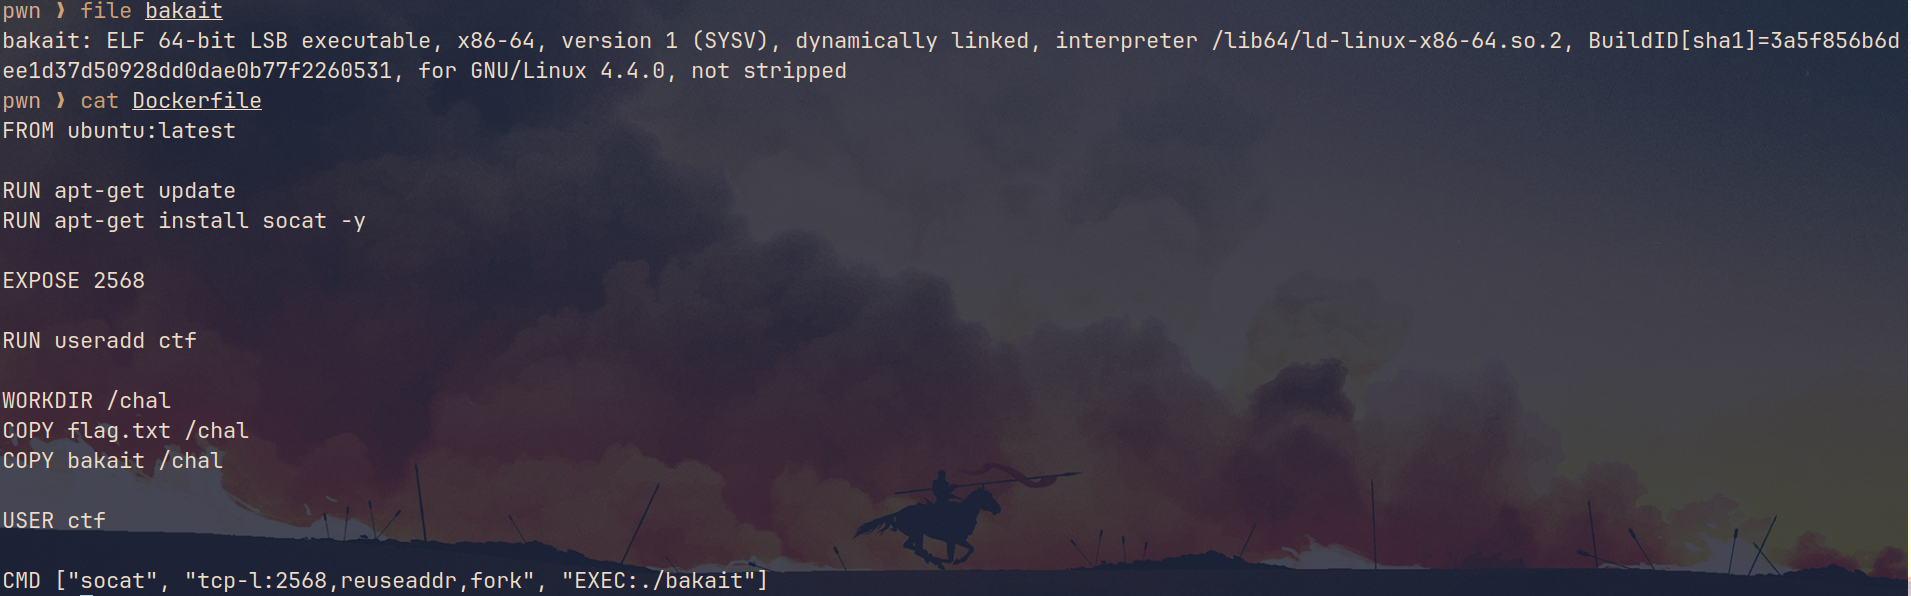 pwn ❯ file bakait
bakait: ELF 64-bit LSB executable, x86-64, version 1 (SYSV), dynamically linked, interpreter /lib64/ld-linux-x86-64.so.2, BuildID[sha1]=3a5f856b6d
ee1d37d50928dd0dae0b77f2260531, for GNU/Linux 4.4.0, not stripped
pwn ❯ cat Dockerfile
FROM ubuntu:latest
RUN apt-get update
RUN apt-get install socat -y
EXPOSE 2568
RUN useradd ctf
WORKDIR /chal
COPY flag.txt /chal
COPY bakait /chal
USER ctf
CMD ["socat", "tcp-l:2568,reuseaddr,fork", "EXEC:./bakait"]